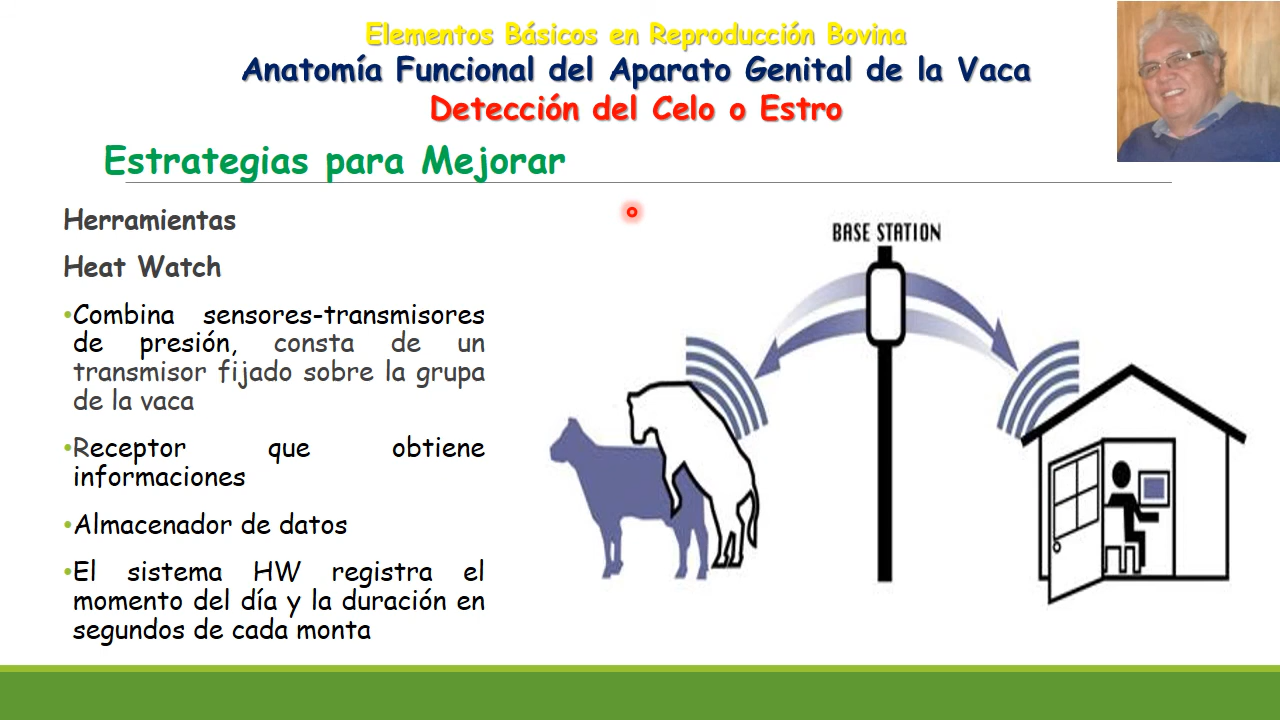 Elementos Básicos en Reproducción Bovina
Anatomía Funcional del Aparato Genital de la Vaca
Detección del Celo o Estro
Estrategias para Mejorar
Herramientas
Heat Watch
•Combina sensores-transmisores
de presión, consta de un
transmisor fijado sobre la grupa
de la vaca
•Receptor que obtiene
informaciones
•Almacenador de datos
•El sistema HW registra el
momento del día y la duración en
segundos de cada monta
BASE STATION